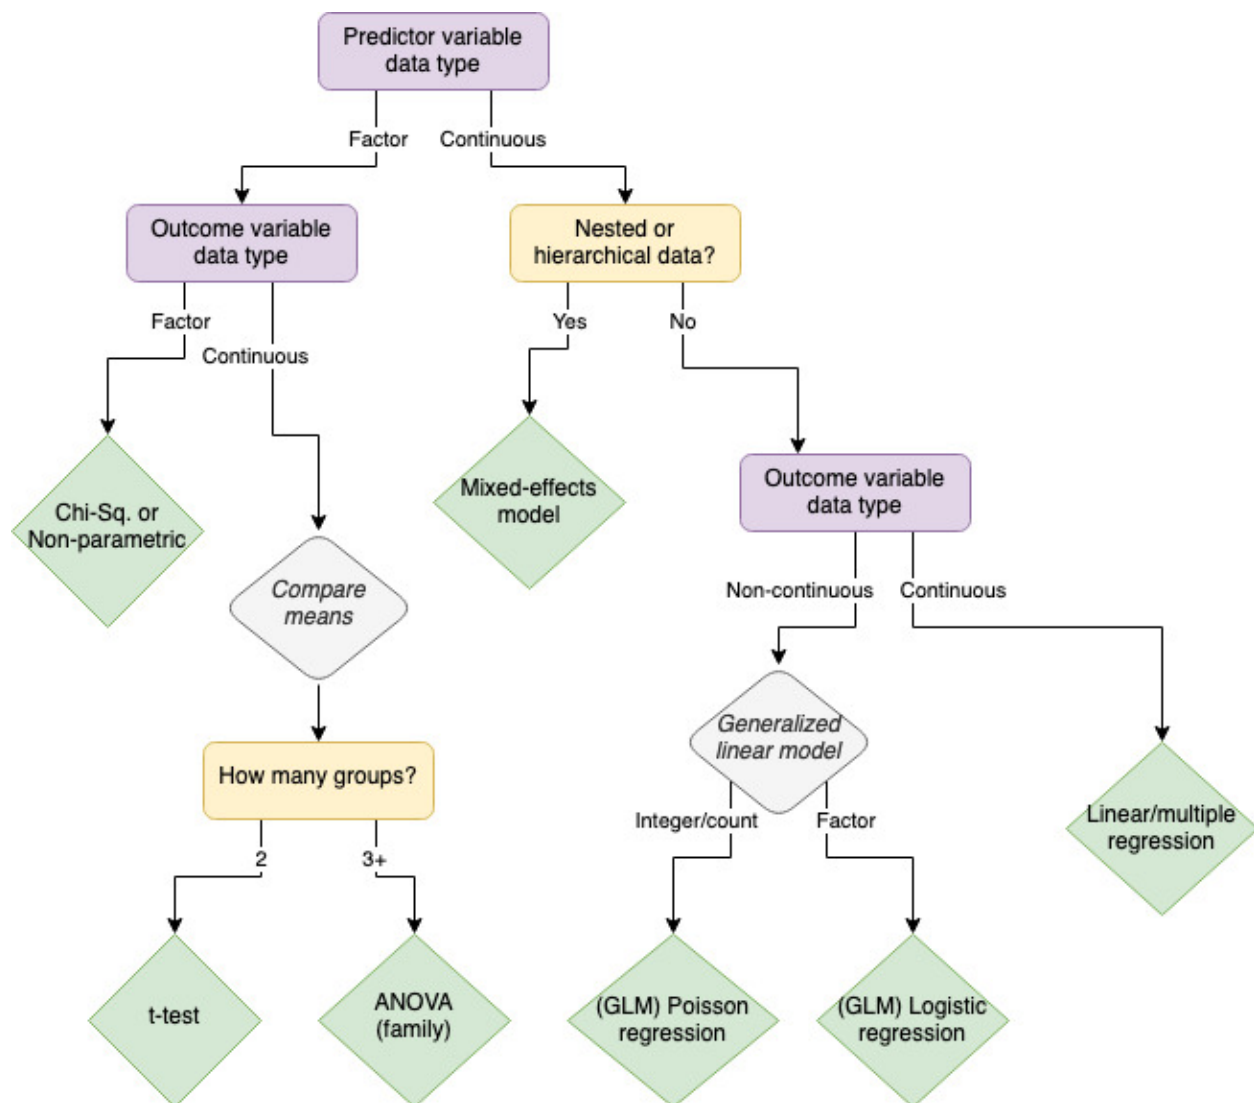 Predictor variable
data type
Factor
Continuous
Outcome variable
data type
Nested or
hierarchical data?
Factor
Continuous
Yes
No
Chi-Sq. or
Non-parametric
Mixed-effects
model
Outcome variable
data type
Compare
means
Non-continuous
Continuous
Generalized
linear model
How many groups?
Integer/count
Factor
Linear/multiple
regression
2
3+
t-test
ANOVA
(family)
(GLM) Poisson
regression
(GLM) Logistic
regression